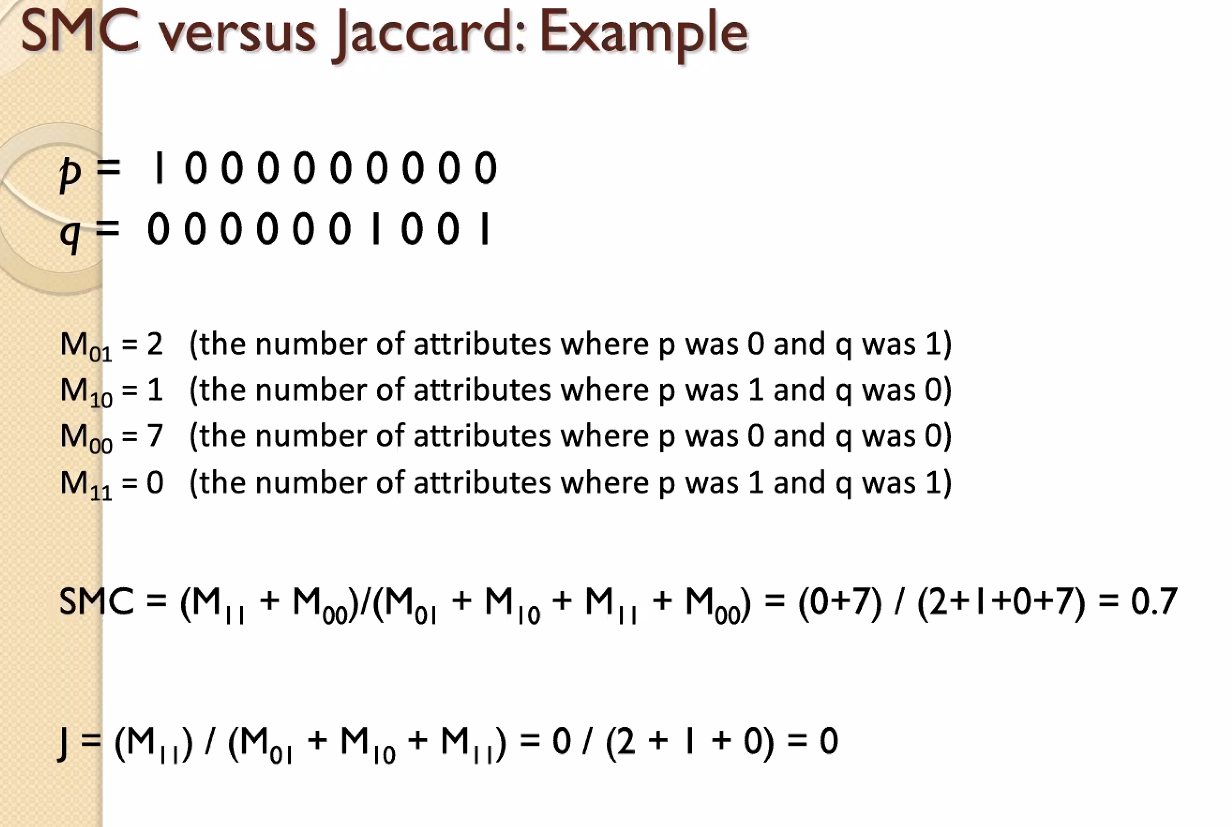 SMC versus Jaccard: Example
p = 1 0 0 0 0 0 0 0 0 0
q = 0 0 0 0 0 0 1 0 0 1
M01 = 2 (the number of attributes where p was 0 and q was 1)
M10 = 1 (the number of attributes where p was 1 and q was 0)
M00 = 7 (the number of attributes where p was 0 and q was 0)
M11 = 0 (the number of attributes where p was 1 and q was 1)
SMC = (M11 + M00)/(M01 + M10 + M11 + M00) = (0+7) / (2+1+0+7) = 0.7
J = (M11) / (M01 + M10 + M11) = 0 / (2 + 1 + 0) = 0